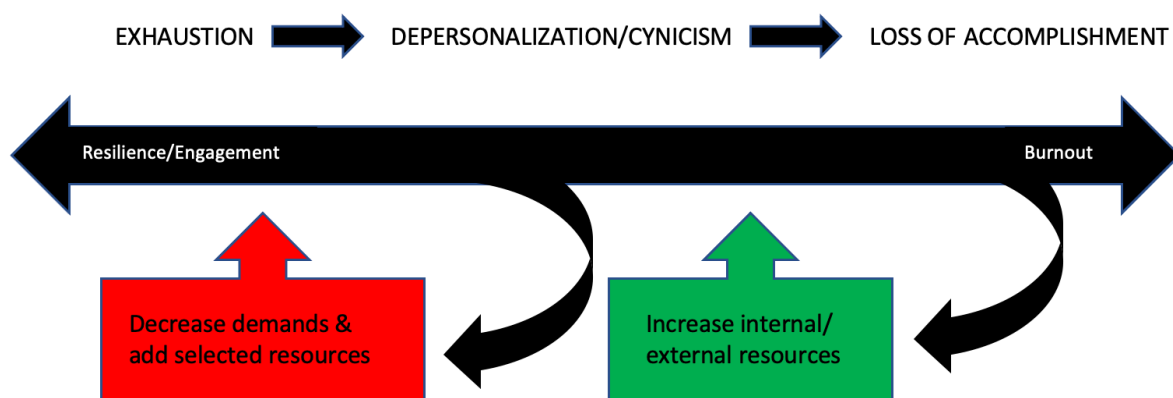 EXHAUSTION DEPERSONALIZATION/CYNICISM LOSS OF ACCOMPLISHMENT
Resilience/Engagement Burnout
Decrease demands &
add selected resources
Increase internal/
external resources